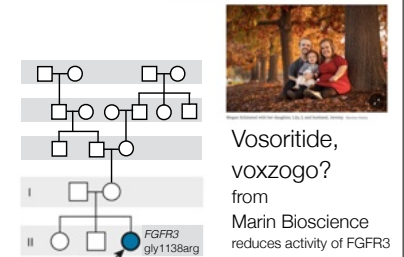 Vosoritide,
voxzogo?
from
Marin Bioscience
reduces activity of FGFR3
I
II
FGFR3
gly1138arg